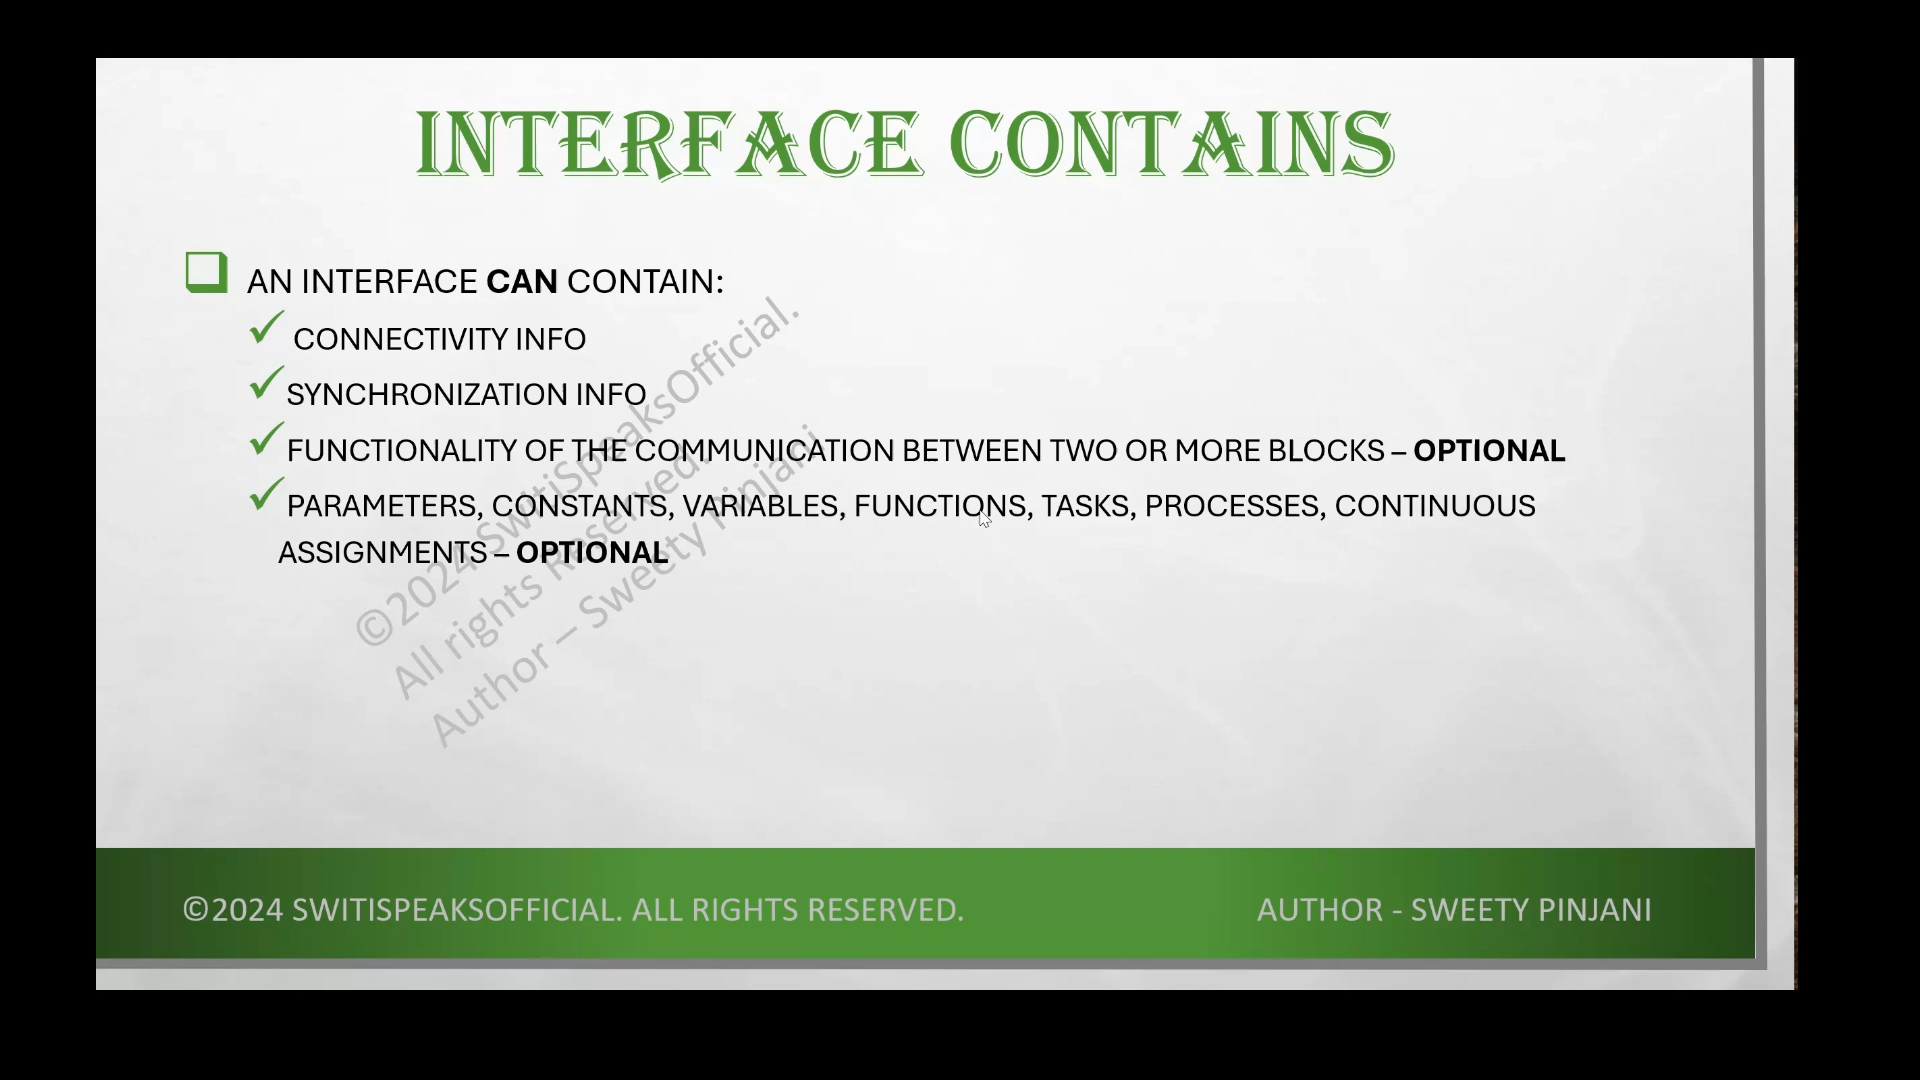 INTERFACE CONTAINS
AN INTERFACE CAN CONTAIN:
CONNECTIVITY INFO
SYNCHRONIZATION INFO
FUNCTIONALITY OF THE COMMUNICATION BETWEEN TWO OR MORE BLOCKS – OPTIONAL
PARAMETERS, CONSTANTS, VARIABLES, FUNCTIONS, TASKS, PROCESSES, CONTINUOUS
ASSIGNMENTS – OPTIONAL
©2024 SwitiSpeaksOfficial.
All rights Reserved.
Author – Sweety Pinjani
©2024 SWITISPEAKSOFFICIAL. ALL RIGHTS RESERVED.
AUTHOR - SWEETY PINJANI